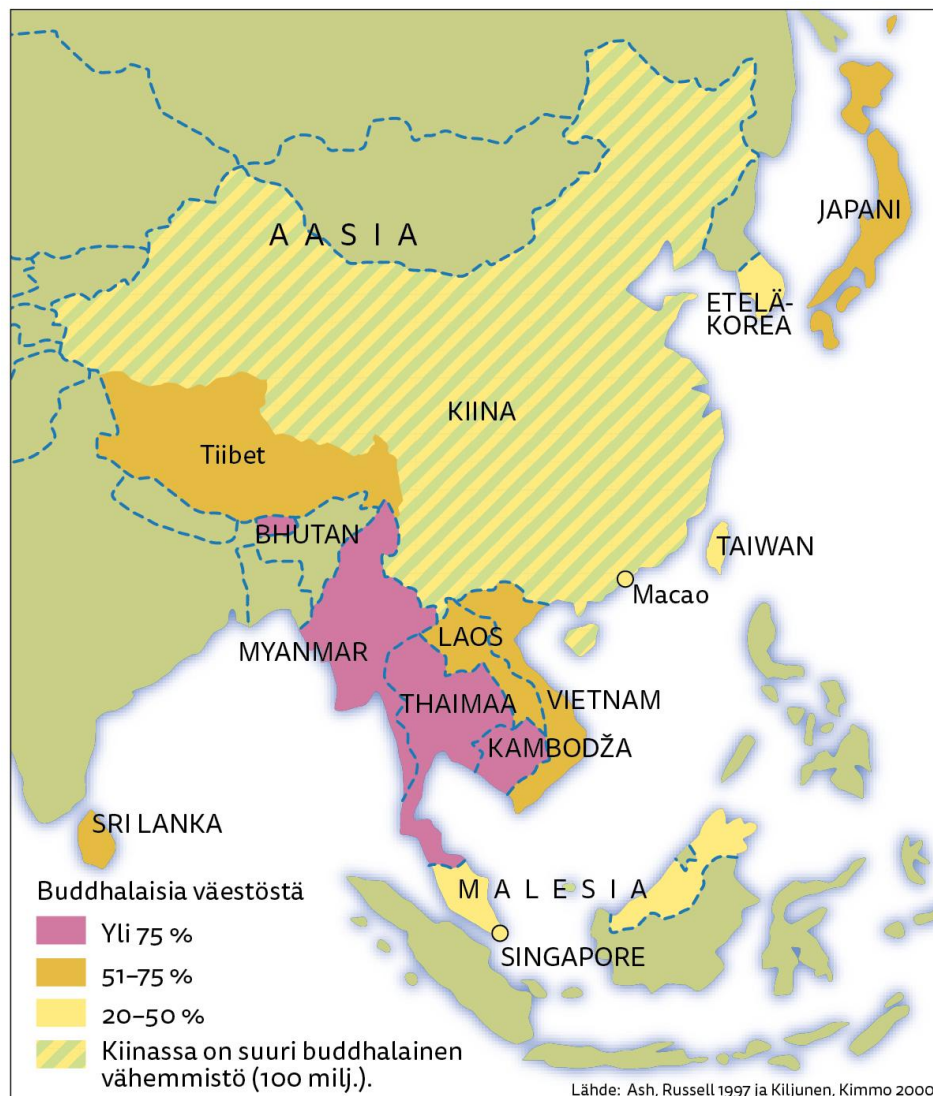 AASIA
JAPANI
ETELÄ-
KOREA
KIINA
Tiibet
BHUTAN
TAIWAN
Macao
MYANMAR
LAOS
THAIMAA
VIETNAM
KAMBODŽA
SRI LANKA
MALESIA
SINGAPORE
Buddhalaisia väestöstä
Yli 75 %
51–75 %
20–50 %
Kiinassa on suuri buddhalainen
vähemmistö (100 milj.).
Lähde: Ash, Russell 1997 ja Kiljunen, Kimmo 2000